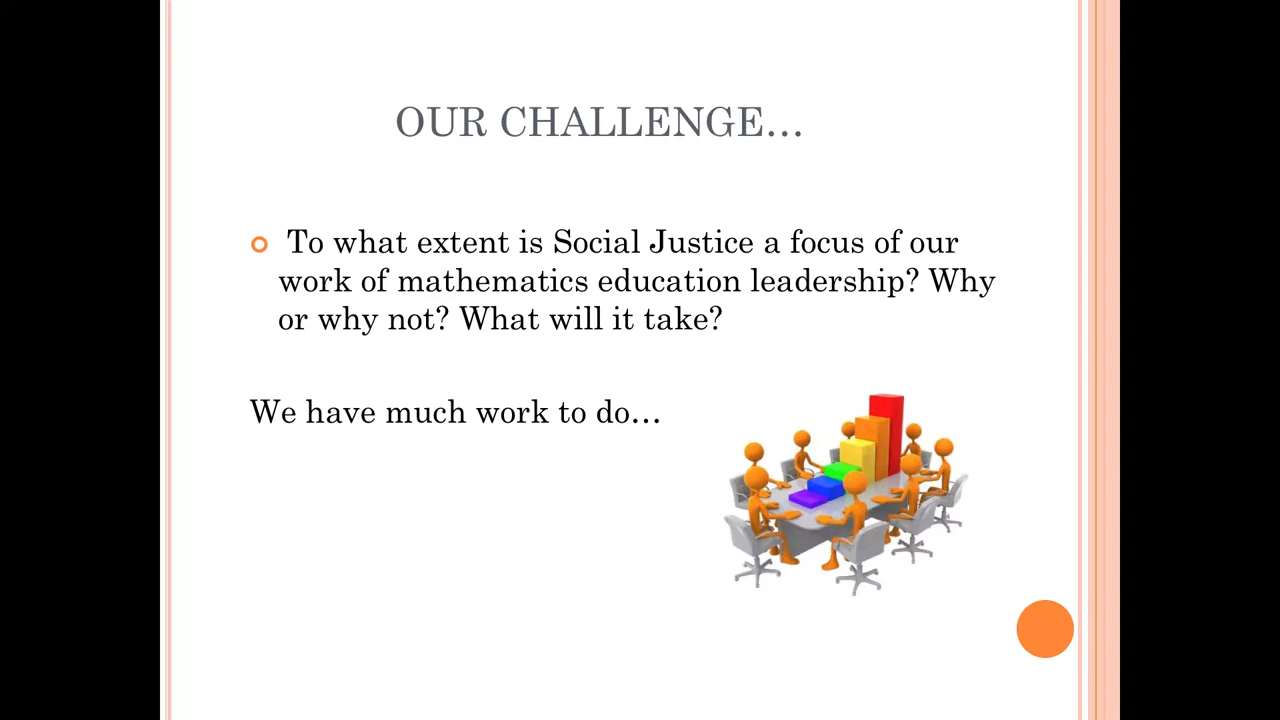 OUR CHALLENGE…
To what extent is Social Justice a focus of our
work of mathematics education leadership? Why
or why not? What will it take?
We have much work to do…